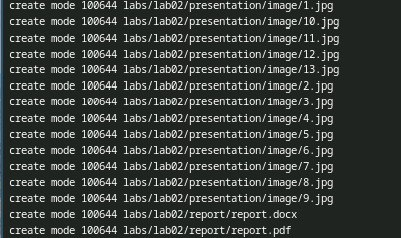 create mode 100644 labs/lab02/presentation/image/1.jpg
create mode 100644 labs/lab02/presentation/image/10.jpg
create mode 100644 labs/lab02/presentation/image/11.jpg
create mode 100644 labs/lab02/presentation/image/12.jpg
create mode 100644 labs/lab02/presentation/image/13.jpg
create mode 100644 labs/lab02/presentation/image/2.jpg
create mode 100644 labs/lab02/presentation/image/3.jpg
create mode 100644 labs/lab02/presentation/image/4.jpg
create mode 100644 labs/lab02/presentation/image/5.jpg
create mode 100644 labs/lab02/presentation/image/6.jpg
create mode 100644 labs/lab02/presentation/image/7.jpg
create mode 100644 labs/lab02/presentation/image/8.jpg
create mode 100644 labs/lab02/presentation/image/9.jpg
create mode 100644 labs/lab02/report/report.docx
create mode 100644 labs/lab02/report/report.pdf